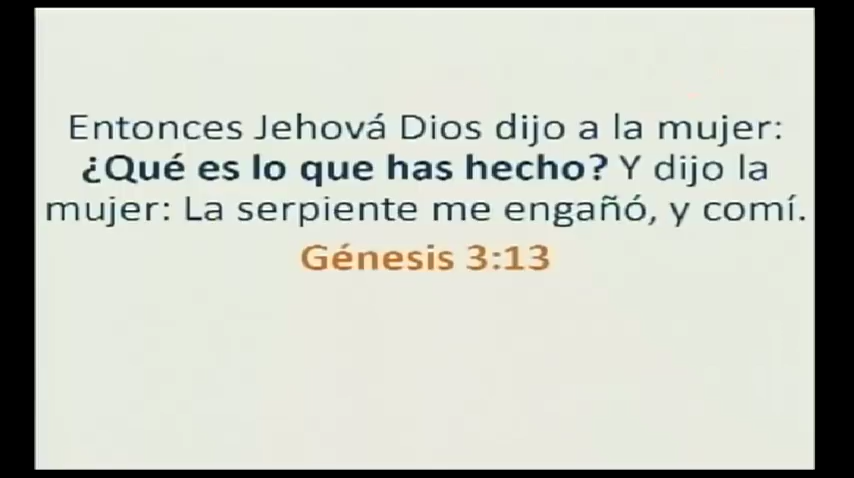 Entonces Jehová Dios dijo a la mujer:
¿Qué es lo que has hecho? Y dijo la
mujer: La serpiente me engañó, y comí.
Génesis 3:13